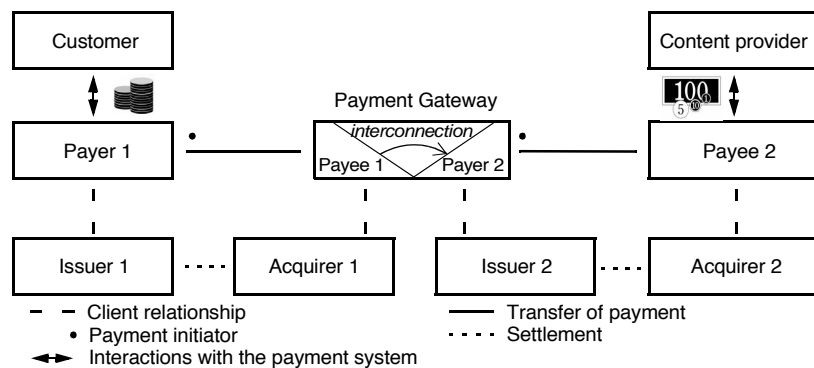 Customer
Content provider
100
5
10
1
Payment Gateway
interconnection
Payer 1
Payee 1
Payer 2
Payee 2
Issuer 1
Acquirer 1
Issuer 2
Acquirer 2
Client relationship
Transfer of payment
Payment initiator
Settlement
Interactions with the payment system